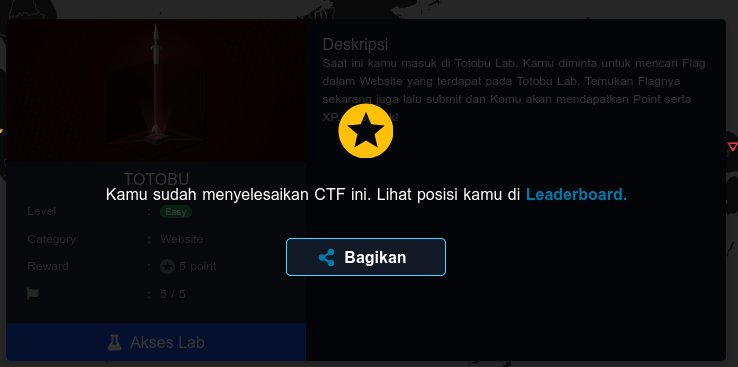 Deskripsi
Saat ini kamu masuk di Totobu Lab, Kamu diminta untuk mencari Flag
dalam Website yang terdapat pada Totobu Lab. Temukan Flagnya
sekarang juga lalu submit dan Kamu akan mendapatkan Point serta
XP.
TOTOBU
Kamu sudah menyelesaikan CTF ini. Lihat posisi kamu di Leaderboard.
Level : Easy
Category : Website
Reward : 5 point
: 5 / 5
Bagikan
Akses Lab